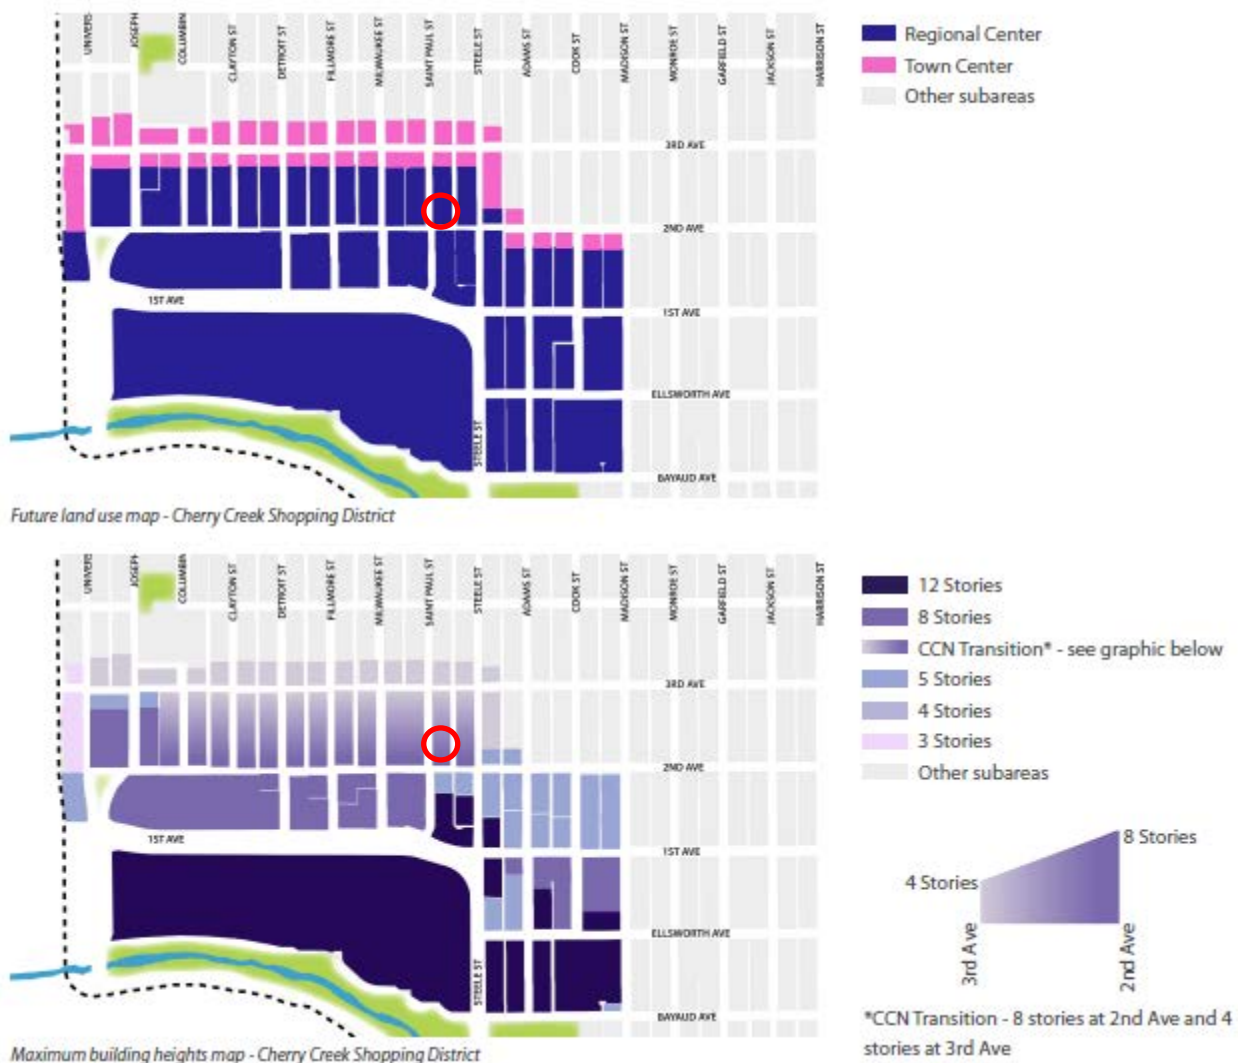 UNIVERS
JOSEPH
COLUMBIN
CLAYTON ST
DETROIT ST
FILLMORE ST
MILWAUKEE ST
SAINT PAUL ST
STEELE ST
ADAMS ST
COOK ST
MADISON ST
MONROE ST
GARFIELD ST
JACKSON ST
HARRISON ST
Regional Center
Town Center
Other subareas
3RD AVE
2ND AVE
1ST AVE
1ST AVE
ELLSWORTH AVE
STEELE ST
BAYAUD AVE
Future land use map - Cherry Creek Shopping District
UNIVERS
JOSEPH
COLUMBIN
CLAYTON ST
DETROIT ST
FILLMORE ST
MILWAUKEE ST
SAINT PAUL ST
STEELE ST
ADAMS ST
COOK ST
MADISON ST
MONROE ST
GARFIELD ST
JACKSON ST
HARRISON ST
12 Stories
8 Stories
CCN Transition* - see graphic below
5 Stories
4 Stories
3 Stories
Other subareas
3RD AVE
2ND AVE
1ST AVE
1ST AVE
ELLSWORTH AVE
STEELE ST
BAYAUD AVE
8 Stories
4 Stories
3rd Ave
2nd Ave
*CCN Transition - 8 stories at 2nd Ave and 4
stories at 3rd Ave
Maximum building heights map - Cherry Creek Shopping District